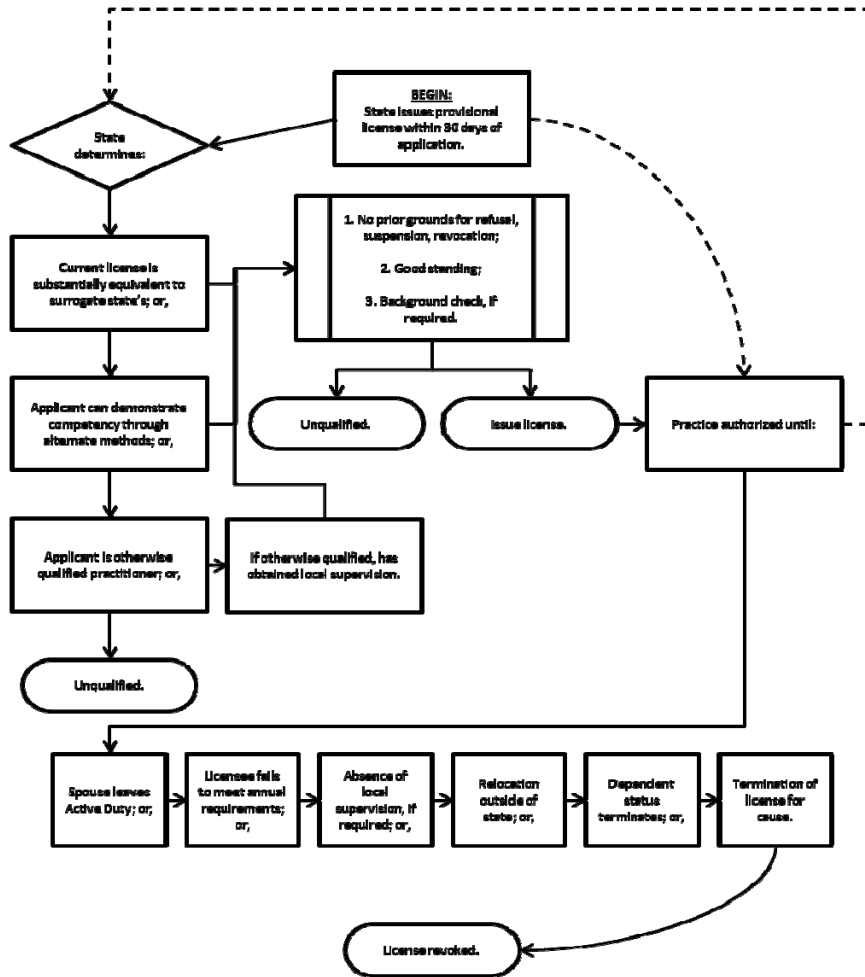 BEGIN:
State issues provisional
license within 30 days of
application.
State
determines:
1. No prior grounds for refusal,
suspension, revocation;
2. Good standing;
3. Background check, if
required.
Current license is
substantially equivalent to
surrogate state's; or,
Applicant can demonstrate
competency through
alternate methods; or,
Unqualified.
Issue license.
Practice authorized until:
Applicant is otherwise
qualified practitioner; or,
If otherwise qualified, has
obtained local supervision.
Unqualified.
Spouse leaves
Active Duty; or,
Licensee fails
to meet annual
requirements;
or,
Absence of
local
supervision, if
required; or,
Relocation
outside of
state; or,
Dependent
status
terminates; or,
Termination of
license for
cause.
License revoked.